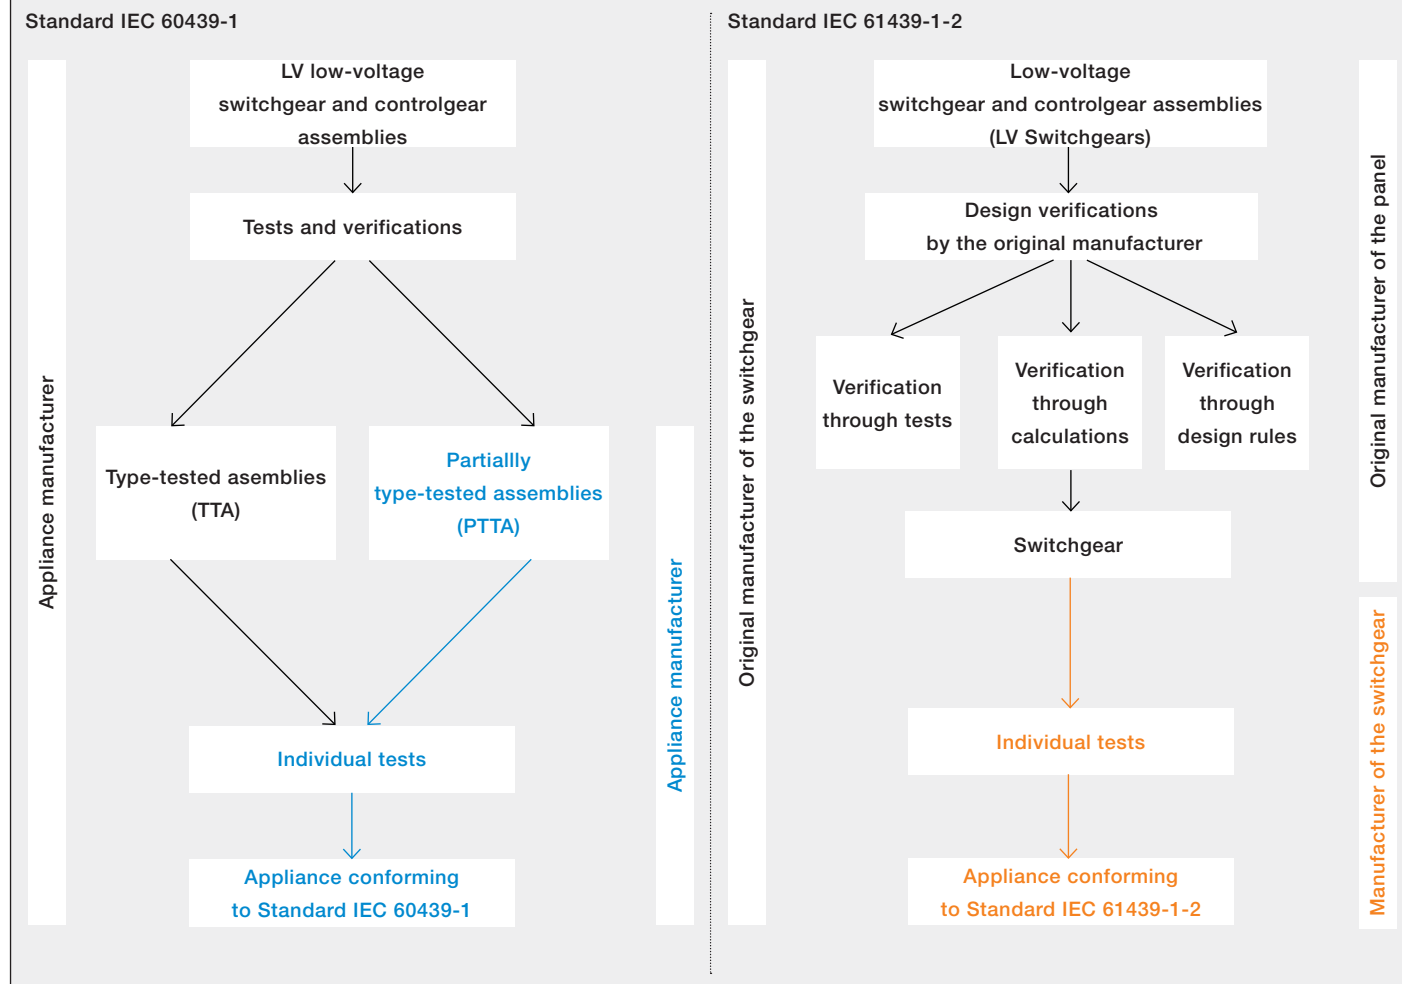 Standard IEC 60439-1
Appliance manufacturer
LV low-voltage
switchgear and controlgear
assemblies
Tests and verifications
Type-tested asemblies
(TTA)
Partiallly
type-tested assemblies
(PTTA)
Individual tests
Appliance conforming
to Standard IEC 60439-1
Appliance manufacturer
Standard IEC 61439-1-2
Original manufacturer of the switchgear
Low-voltage
switchgear and controlgear assemblies
(LV Switchgears)
Design verifications
by the original manufacturer
Verification
through tests
Verification
through
calculations
Verification
through
design rules
Switchgear
Individual tests
Appliance conforming
to Standard IEC 61439-1-2
Original manufacturer of the panel
Manufacturer of the switchgear